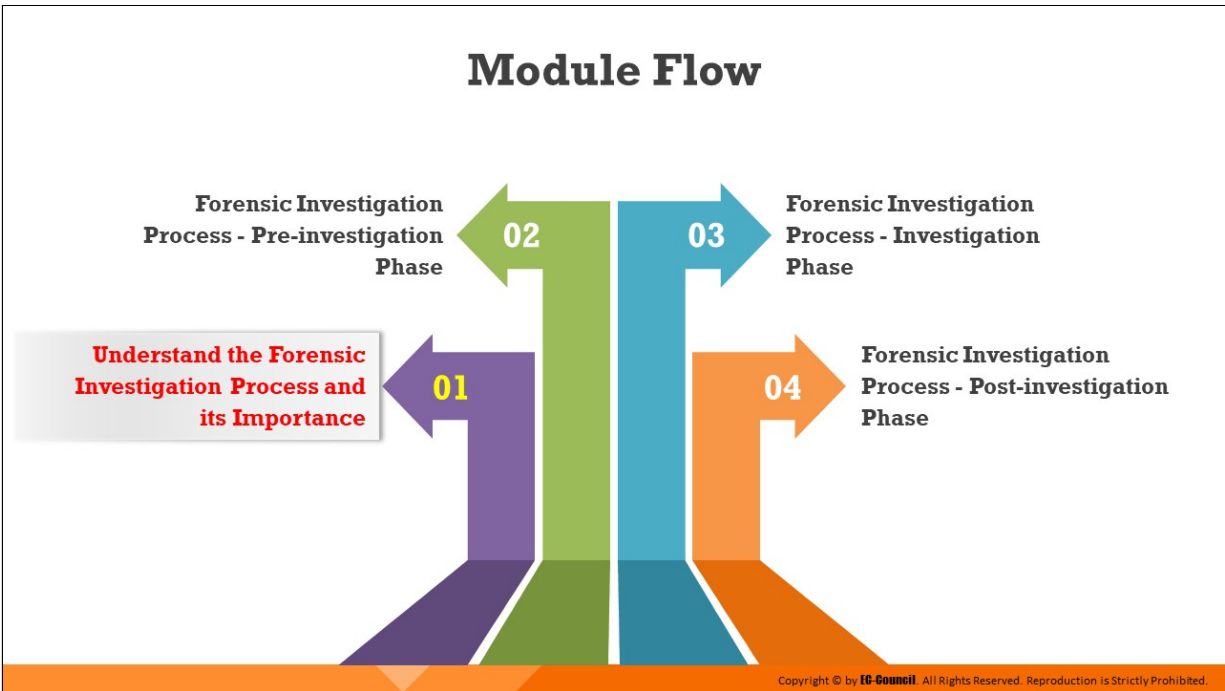 Module Flow
01
Understand the Forensic
Investigation Process and
its Importance
02
Forensic Investigation
Process - Pre-investigation
Phase
03
Forensic Investigation
Process - Investigation
Phase
04
Forensic Investigation
Process - Post-investigation
Phase
Copyright © by EC-Council. All Rights Reserved. Reproduction is Strictly Prohibited.